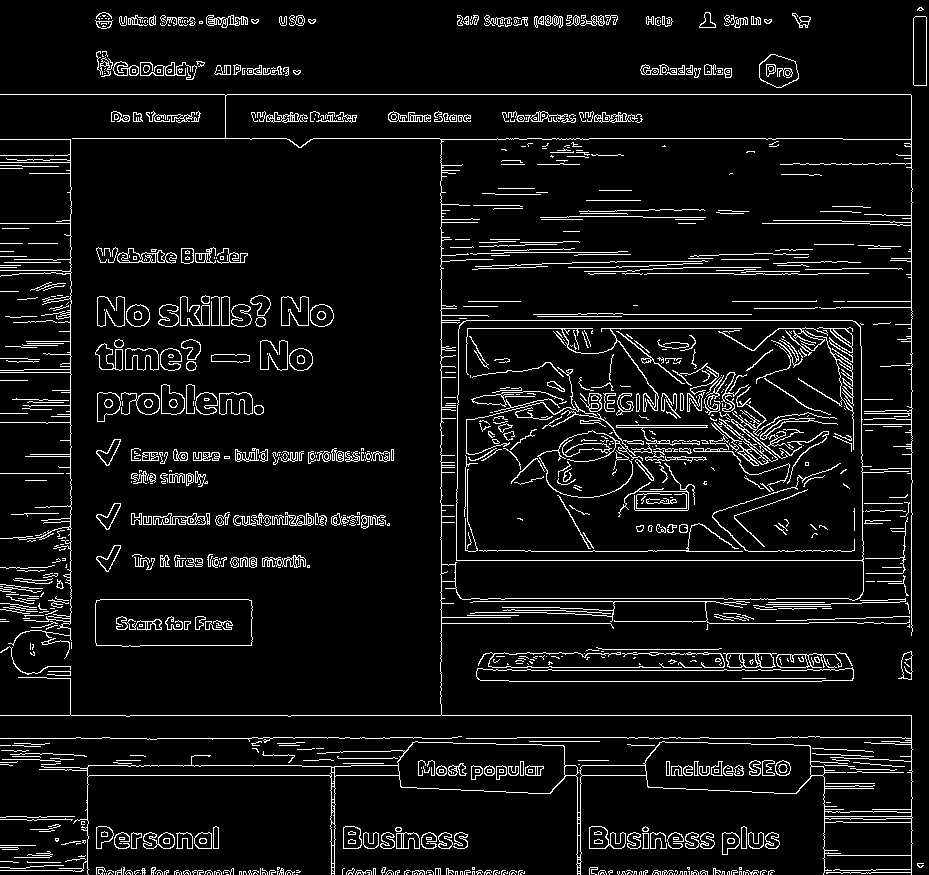 United States - English USD 24/7 Support (480) 505-8877 Help Sign In
GoDaddy™ All Products GoDaddy Blog Pro
Do It Yourself Website Builder Online Store WordPress Websites
Website Builder
No skills? No
time? — No
problem.
Easy to use - build your professional
site simply.
Hundreds! of customizable designs.
Try it free for one month.
Start for Free
BEGINNINGS
Most popular Includes SEO
Personal Business Business plus
Perfect for personal websites Ideal for small businesses For your growing business